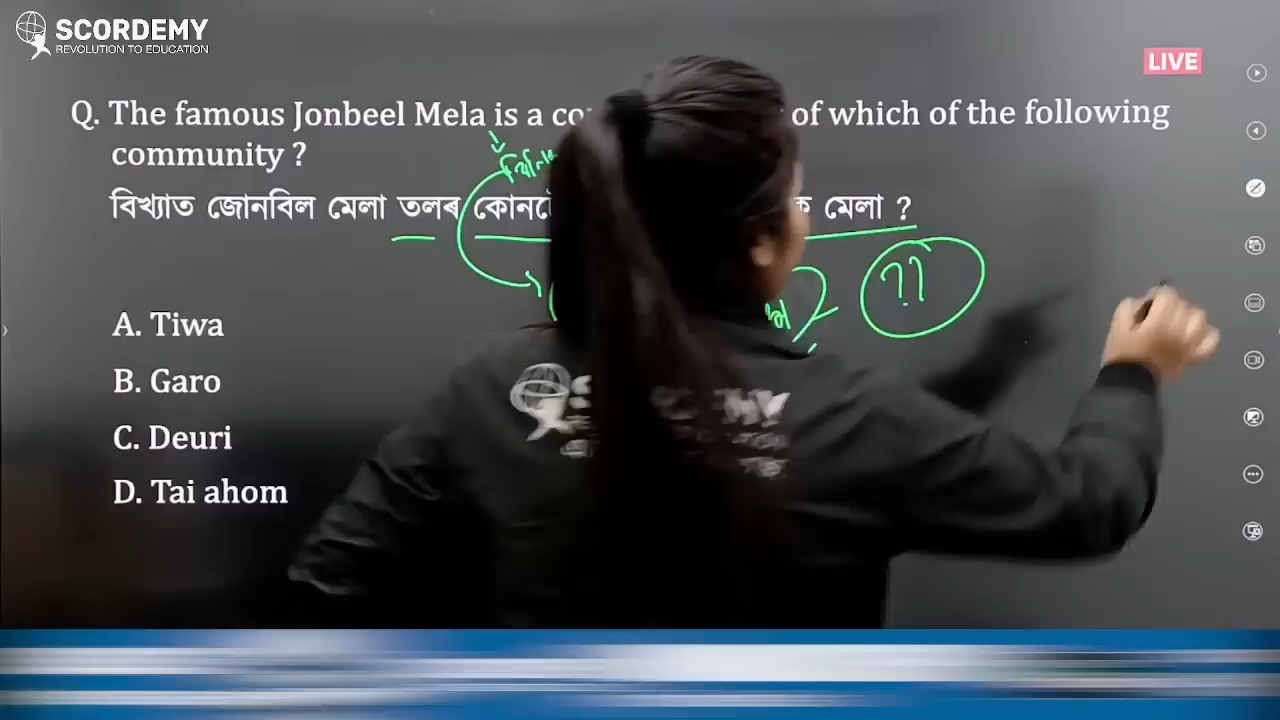 SCORDEMY
REVOLUTION TO EDUCATION
LIVE
Q. The famous Jonbeel Mela is a of which of the following
community ?
বিখ্যাত জোনবিল মেলা তলৰ মেলা ?
??
A. Tiwa
B. Garo
C. Deuri
D. Tai ahom